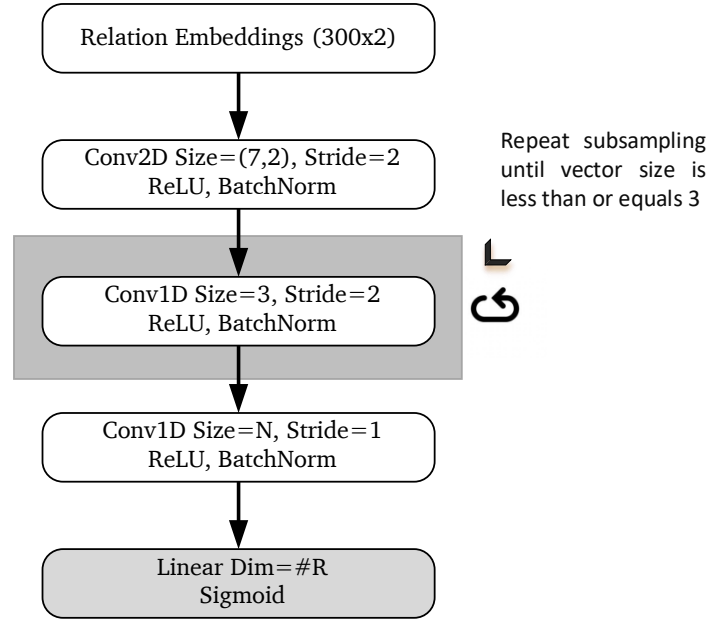 Relation Embeddings (300x2)
Conv2D Size=(7,2), Stride=2
ReLU, BatchNorm
Repeat subsampling
until vector size is
less than or equals 3
Conv1D Size=3, Stride=2
ReLU, BatchNorm
Conv1D Size=N, Stride=1
ReLU, BatchNorm
Linear Dim=#R
Sigmoid